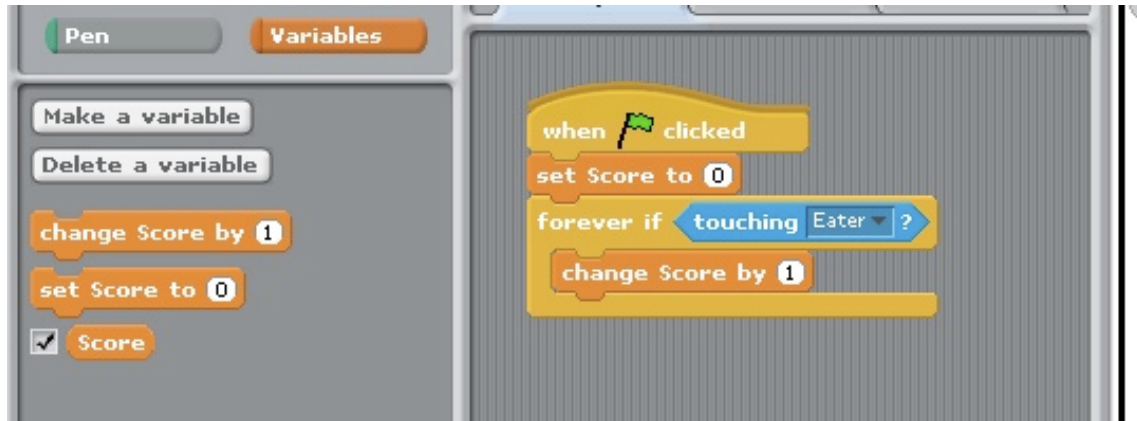 Pen
Variables
Make a variable
Delete a variable
change Score by 1
set Score to 0
Score
when clicked
set Score to 0
forever if touching Eater ?
change Score by 1